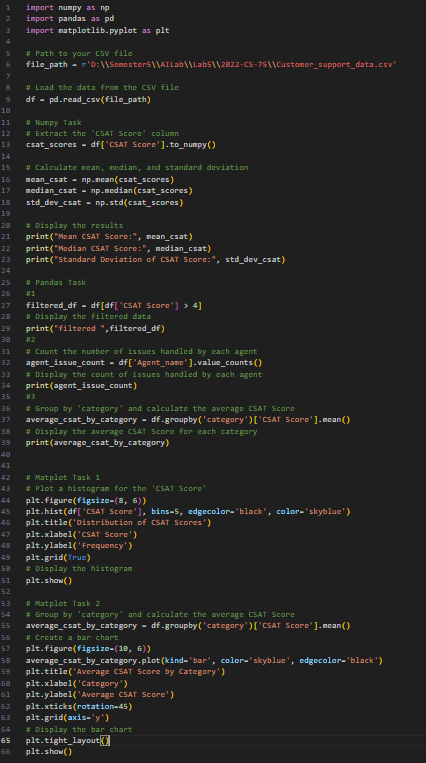 1 import numpy as np
2 import pandas as pd
3 import matplotlib.pyplot as plt
4
5 # Path to your CSV file
6 file_path = r'D:\\Semester5\\AILab\\Lab5\\2022-CS-75\\Customer_support_data.csv'
7
8 # Load the data from the CSV file
9 df = pd.read_csv(file_path)
10
11 # Numpy Task
12 # Extract the 'CSAT Score' column
13 csat_scores = df['CSAT Score'].to_numpy()
14
15 # Calculate mean, median, and standard deviation
16 mean_csat = np.mean(csat_scores)
17 median_csat = np.median(csat_scores)
18 std_dev_csat = np.std(csat_scores)
19
20 # Display the results
21 print("Mean CSAT Score:", mean_csat)
22 print("Median CSAT Score:", median_csat)
23 print("Standard Deviation of CSAT Score:", std_dev_csat)
24
25 # Pandas Task
26 #1
27 filtered_df = df[df['CSAT Score'] > 4]
28 # Display the filtered data
29 print("filtered ",filtered_df)
30 #2
31 # Count the number of issues handled by each agent
32 agent_issue_count = df['Agent_name'].value_counts()
33 # Display the count of issues handled by each agent
34 print(agent_issue_count)
35 #3
36 # Group by 'category' and calculate the average CSAT Score
37 average_csat_by_category = df.groupby('category')['CSAT Score'].mean()
38 # Display the average CSAT Score for each category
39 print(average_csat_by_category)
40
41
42 # Matplot Task 1
43 # Plot a histogram for the 'CSAT Score'
44 plt.figure(figsize=(8, 6))
45 plt.hist(df['CSAT Score'], bins=5, edgecolor='black', color='skyblue')
46 plt.title('Distribution of CSAT Scores')
47 plt.xlabel('CSAT Score')
48 plt.ylabel('Frequency')
49 plt.grid(True)
50 # Display the histogram
51 plt.show()
52
53 # Matplot Task 2
54 # Group by 'category' and calculate the average CSAT Score
55 average_csat_by_category = df.groupby('category')['CSAT Score'].mean()
56 # Create a bar chart
57 plt.figure(figsize=(10, 6))
58 average_csat_by_category.plot(kind='bar', color='skyblue', edgecolor='black')
59 plt.title('Average CSAT Score by Category')
60 plt.xlabel('Category')
61 plt.ylabel('Average CSAT Score')
62 plt.xticks(rotation=45)
63 plt.grid(axis='y')
64 # Display the bar chart
65 plt.tight_layout()
66 plt.show()